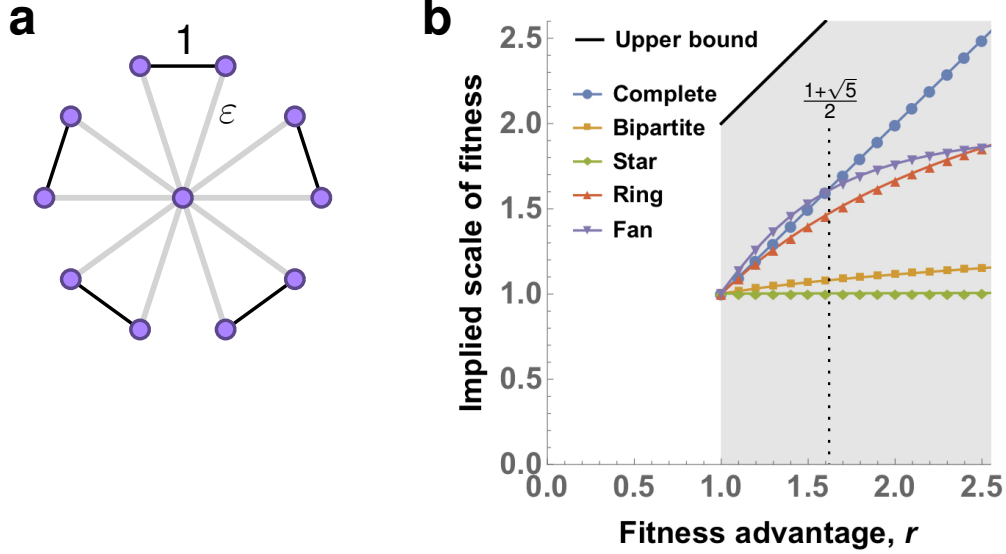 a
1
ε
b
Implied scale of fitness
2.5
2.0
1.5
1.0
0.5
0.0
Upper bound
Complete
Bipartite
Star
Ring
Fan
1+√5
2
0.0 0.5 1.0 1.5 2.0 2.5
Fitness advantage, r